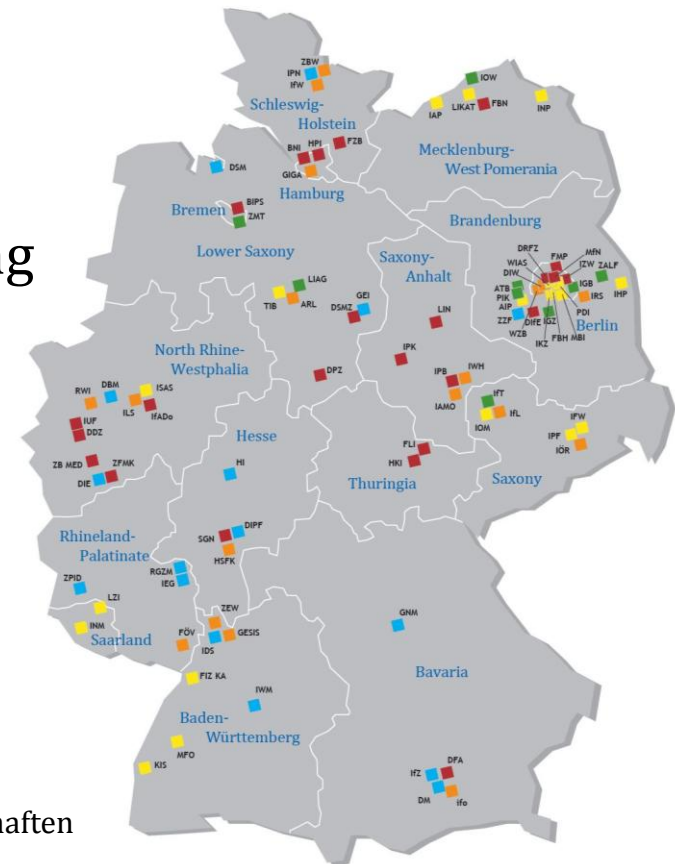 ZBW
IPN
IfW
Schleswig-
Holstein
IOW
IAP
LIKAT
FBN
INP
Mecklenburg-
West Pomerania
BNI
HPI
FZB
GIGA
Hamburg
DSM
Bremen
BIPS
ZMT
g
Lower Saxony
LIAG
TIB
ARL
DSMZ
GEI
DPZ
Saxony-
Anhalt
LIN
IPK
IPB
IWH
IAMO
Brandenburg
DRFZ
FMP
MfN
WIAS
IZW
DIW
ZALF
ATB
IGB
PIK
IRS
IHP
AIP
PDI
ZZF
DIfE
IGZ
Berlin
WZB
IKZ
FBH
MBI
North Rhine-
Westphalia
RWI
DBM
ISAS
ILS
IfADo
IUF
DDZ
ZB MED
ZFMK
DIE
Hesse
HI
DIPF
SGN
HSFK
Thuringia
FLI
HKI
IfT
IfL
IOM
IFW
IPF
IÖR
Saxony
Rhineland-
Palatinate
RGZM
IEG
ZPID
LZI
INM
Saarland
FÖV
ZEW
GESIS
IDS
FIZ KA
IWM
Baden-
Württemberg
MFO
KIS
GNM
Bavaria
IfZ
DFA
DM
ifo
haften